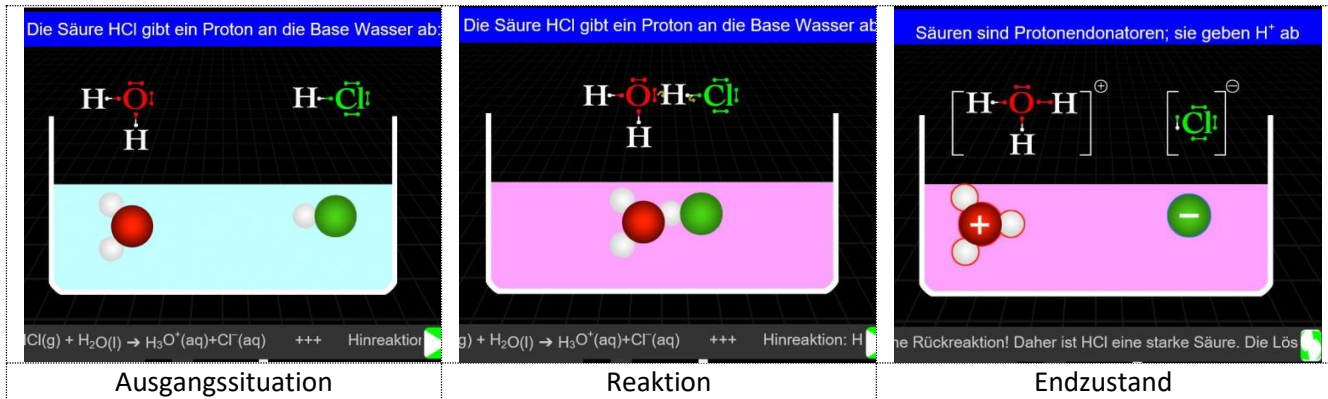 Die Säure HCl gibt ein Proton an die Base Wasser ab:
H O H
H Cl
HCl(g) + H₂O(l) → H₃O⁺(aq)+Cl⁻(aq) +++ Hinreaktion
Ausgangssituation
Die Säure HCl gibt ein Proton an die Base Wasser ab
H O H Cl
H
g) + H₂O(l) → H₃O⁺(aq)+Cl⁻(aq) +++ Hinreaktion: H
Reaktion
Säuren sind Protonendonatoren; sie geben H⁺ ab
[H O H H]⊕
[Cl]⊖
+
−
ne Rückreaktion! Daher ist HCl eine starke Säure. Die Lös
Endzustand